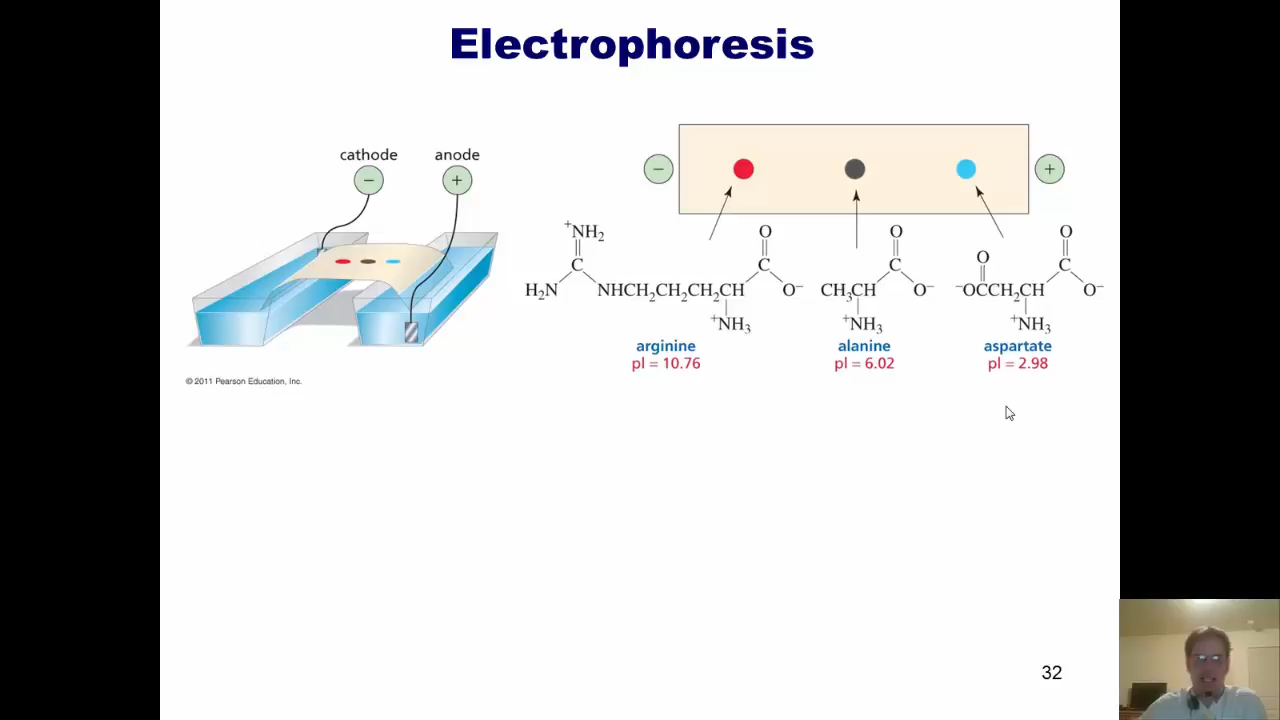 Electrophoresis
cathode anode
− +
− +
© 2011 Pearson Education, Inc.
⁺NH₂ O O O O
C C C C C
H₂N NHCH₂CH₂CH₂CH O⁻ CH₃CH O⁻ ⁻OCCH₂CH O⁻
⁺NH₃ ⁺NH₃ ⁺NH₃
arginine alanine aspartate
pI = 10.76 pI = 6.02 pI = 2.98
32